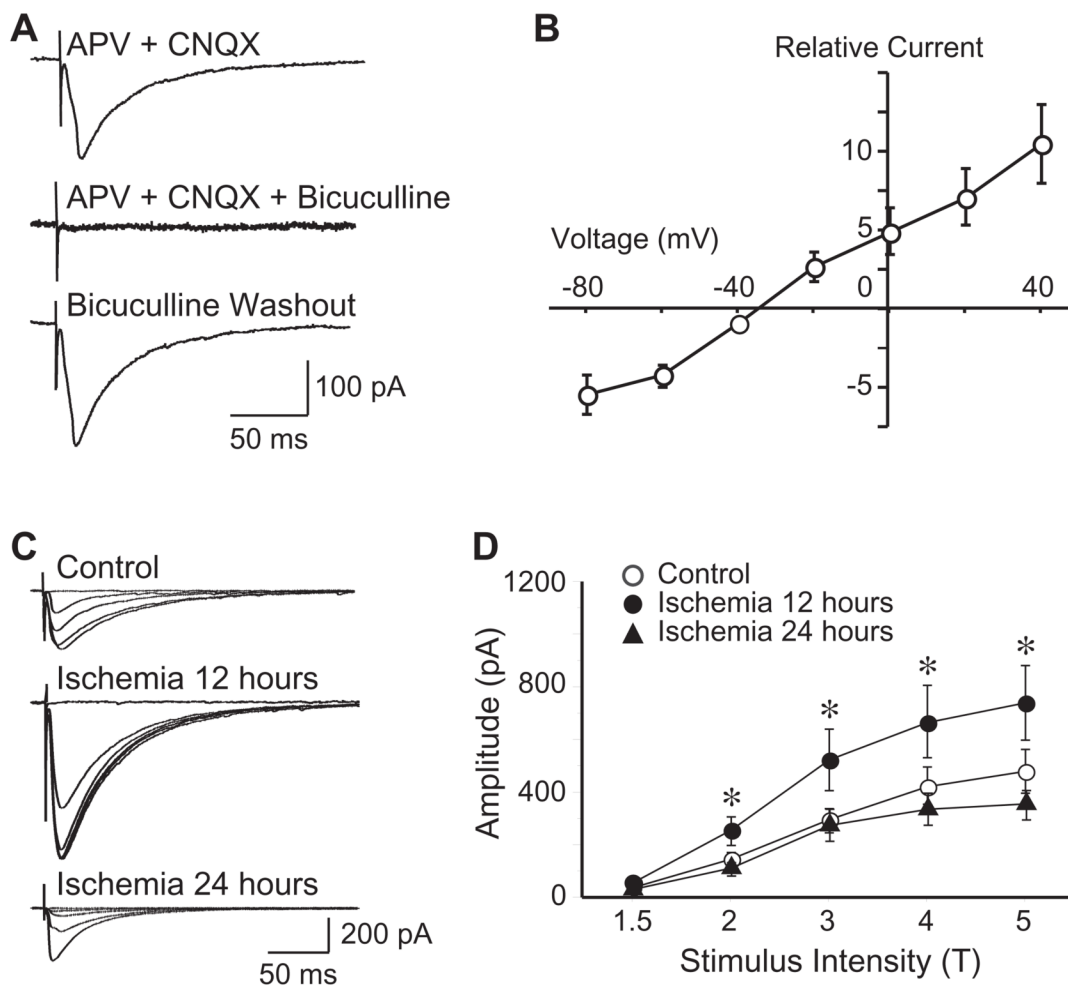 A
APV + CNQX
APV + CNQX + Bicuculline
Bicuculline Washout
100 pA
50 ms
B
Relative Current
10
5
Voltage (mV)
-80
-40
0
40
-5
C
Control
Ischemia 12 hours
Ischemia 24 hours
200 pA
50 ms
D
Control
Ischemia 12 hours
Ischemia 24 hours
1200
800
400
0
Amplitude (pA)
* * * *
1.5 2 3 4 5
Stimulus Intensity (T)